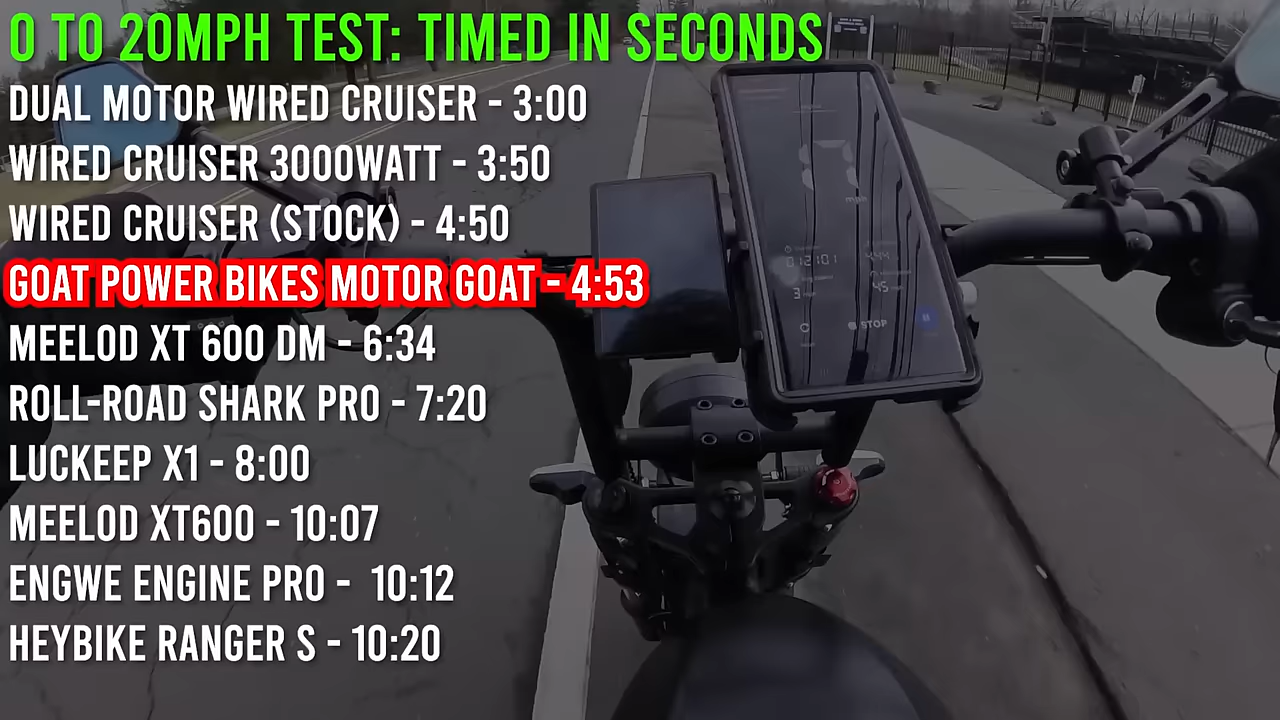 0 TO 20MPH TEST: TIMED IN SECONDS
DUAL MOTOR WIRED CRUISER - 3:00
WIRED CRUISER 3000WATT - 3:50
WIRED CRUISER (STOCK) - 4:50
GOAT POWER BIKES MOTOR GOAT - 4:53
MEELOD XT 600 DM - 6:34
ROLL-ROAD SHARK PRO - 7:20
LUCKEEP X1 - 8:00
MEELOD XT600 - 10:07
ENGWE ENGINE PRO -  10:12
HEYBIKE RANGER S - 10:20
mph
STOP